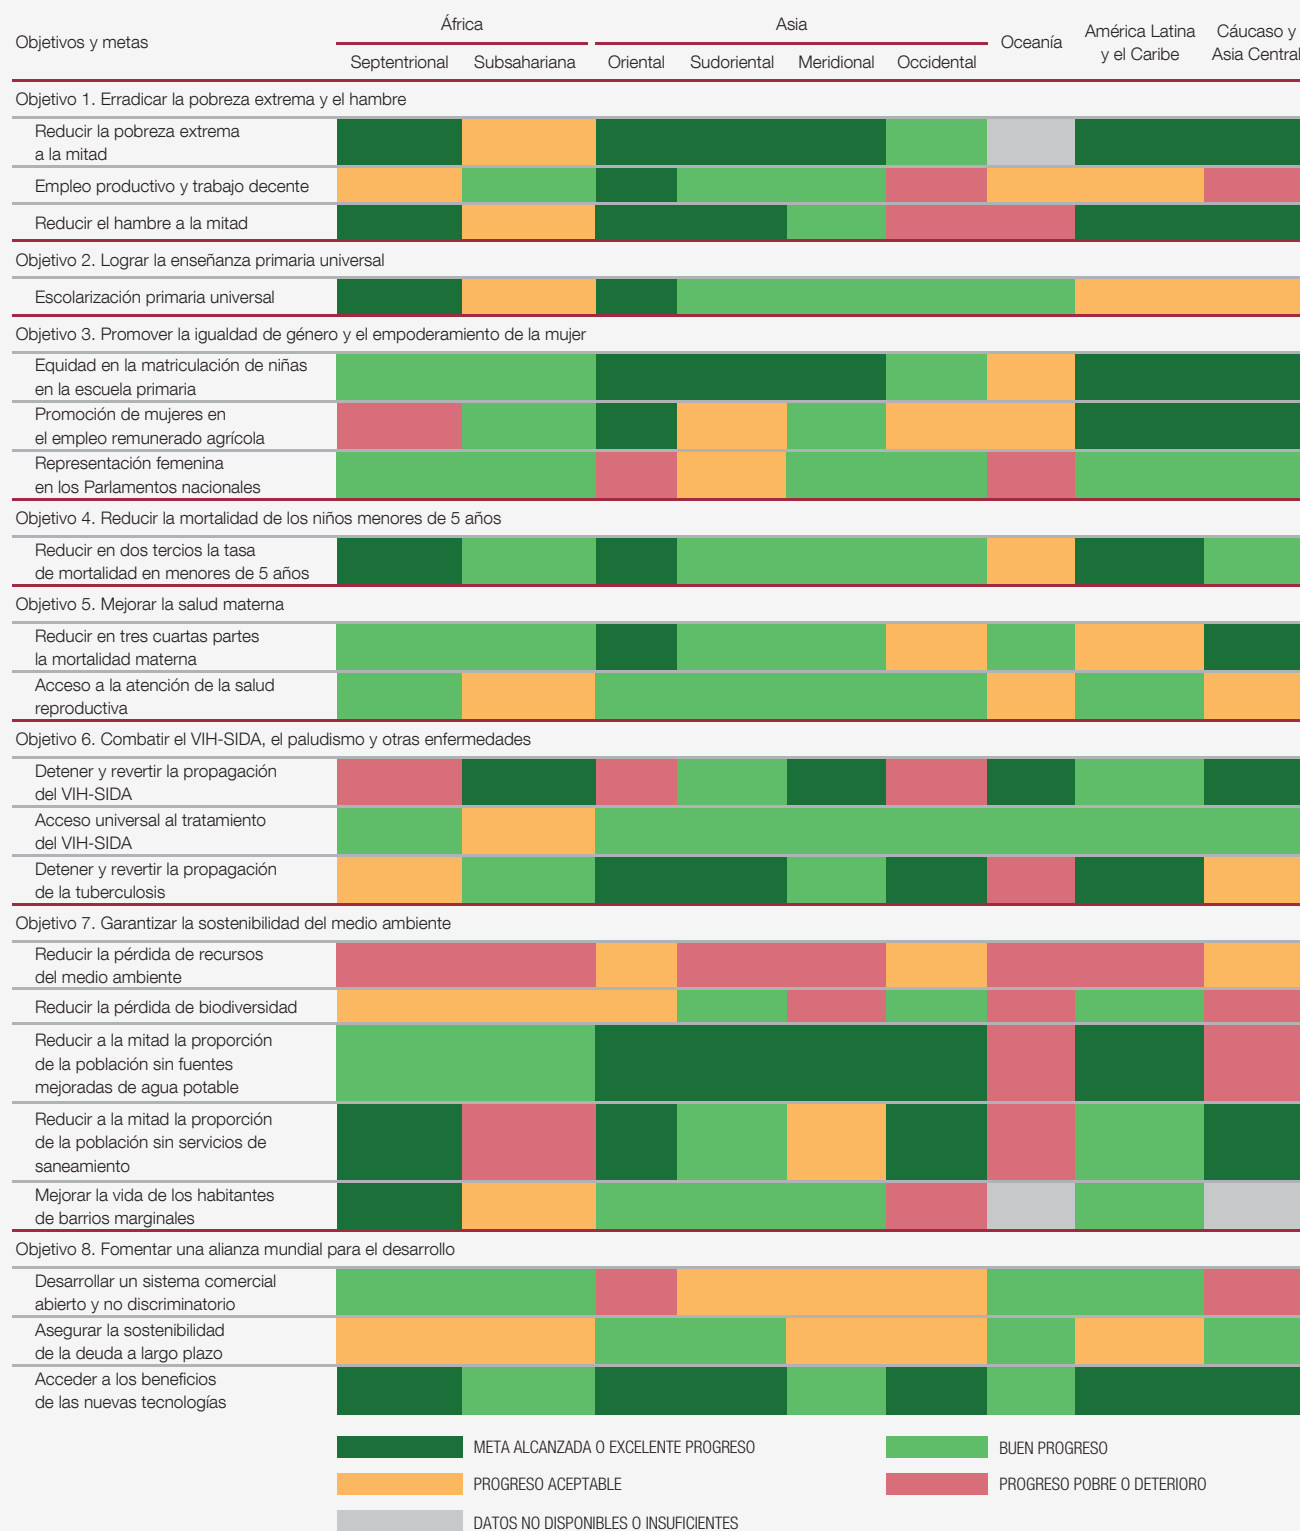 África
Asia
Oceanía
América Latina
y el Caribe
Cáucaso y
Asia Central
Objetivos y metas
Septentrional
Subsahariana
Oriental
Sudoriental
Meridional
Occidental
Objetivo 1. Erradicar la pobreza extrema y el hambre
Reducir la pobreza extrema
a la mitad
Empleo productivo y trabajo decente
Reducir el hambre a la mitad
Objetivo 2. Lograr la enseñanza primaria universal
Escolarización primaria universal
Objetivo 3. Promover la igualdad de género y el empoderamiento de la mujer
Equidad en la matriculación de niñas
en la escuela primaria
Promoción de mujeres en
el empleo remunerado agrícola
Representación femenina
en los Parlamentos nacionales
Objetivo 4. Reducir la mortalidad de los niños menores de 5 años
Reducir en dos tercios la tasa
de mortalidad en menores de 5 años
Objetivo 5. Mejorar la salud materna
Reducir en tres cuartas partes
la mortalidad materna
Acceso a la atención de la salud
reproductiva
Objetivo 6. Combatir el VIH-SIDA, el paludismo y otras enfermedades
Detener y revertir la propagación
del VIH-SIDA
Acceso universal al tratamiento
del VIH-SIDA
Detener y revertir la propagación
de la tuberculosis
Objetivo 7. Garantizar la sostenibilidad del medio ambiente
Reducir la pérdida de recursos
del medio ambiente
Reducir la pérdida de biodiversidad
Reducir a la mitad la proporción
de la población sin fuentes
mejoradas de agua potable
Reducir a la mitad la proporción
de la población sin servicios de
saneamiento
Mejorar la vida de los habitantes
de barrios marginales
Objetivo 8. Fomentar una alianza mundial para el desarrollo
Desarrollar un sistema comercial
abierto y no discriminatorio
Asegurar la sostenibilidad
de la deuda a largo plazo
Acceder a los beneficios
de las nuevas tecnologías
META ALCANZADA O EXCELENTE PROGRESO
BUEN PROGRESO
PROGRESO ACEPTABLE
PROGRESO POBRE O DETERIORO
DATOS NO DISPONIBLES O INSUFICIENTES